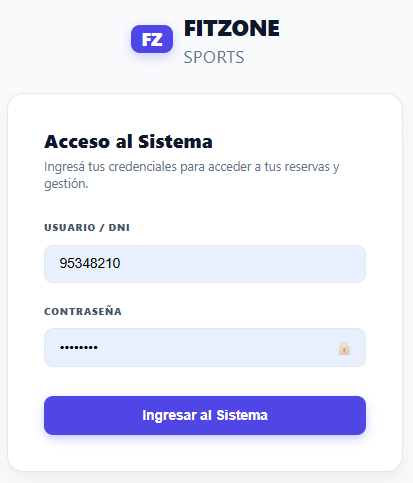 FZ
FITZONE
SPORTS
Acceso al Sistema
Ingresá tus credenciales para acceder a tus reservas y
gestión.
USUARIO / DNI
95348210
CONTRASEÑA
••••••••
Ingresar al Sistema